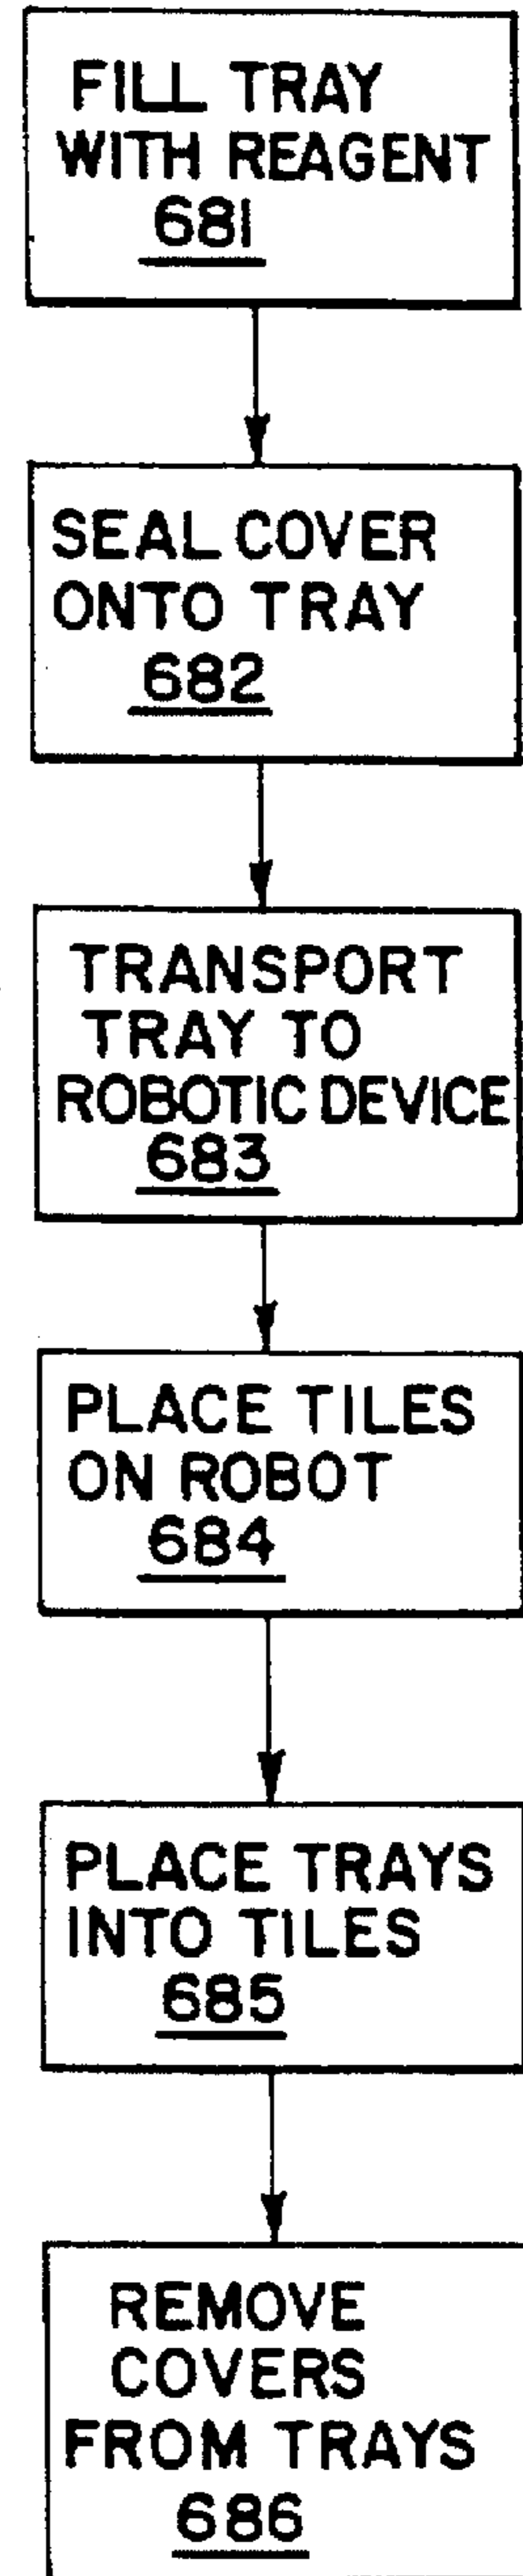 FILL TRAY
WITH REAGENT
681
SEAL COVER
ONTO TRAY
682
TRANSPORT
TRAY TO
ROBOTIC DEVICE
683
PLACE TILES
ON ROBOT
684
PLACE TRAYS
INTO TILES
685
REMOVE
COVERS
FROM TRAYS
686